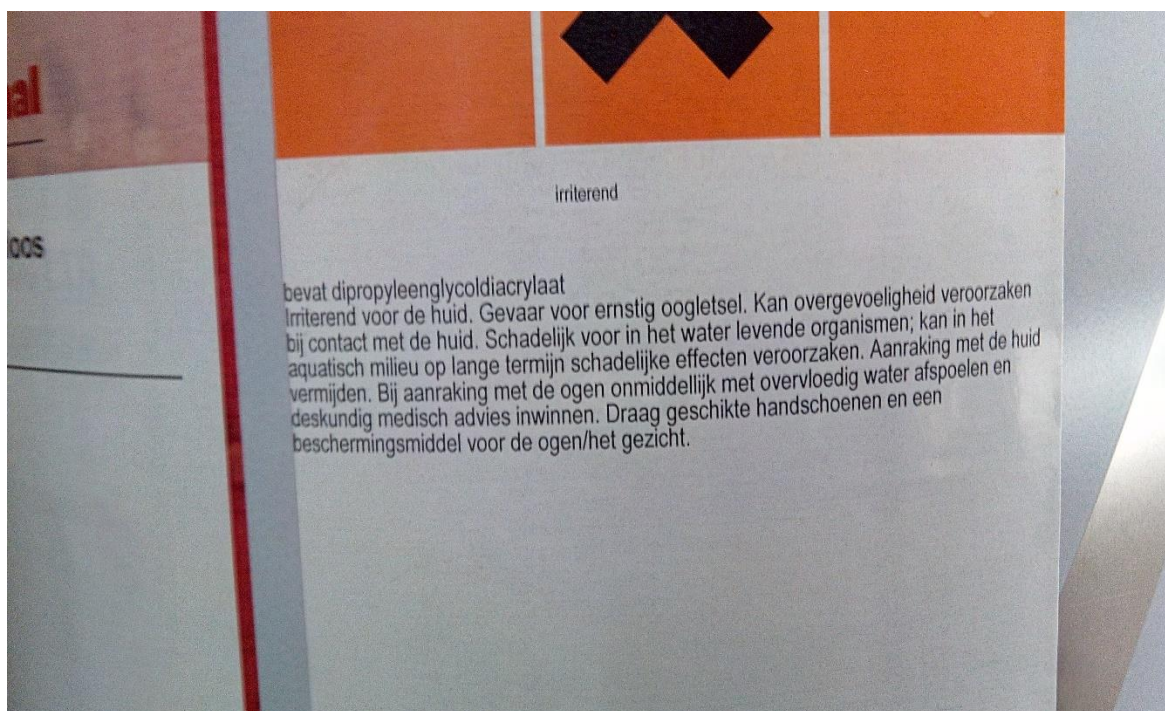 irriterend
bevat dipropyleenglycoldiacrylaat
Irriterend voor de huid. Gevaar voor ernstig oogletsel. Kan overgevoeligheid veroorzaken
bij contact met de huid. Schadelijk voor in het water levende organismen; kan in het
aquatisch milieu op lange termijn schadelijke effecten veroorzaken. Aanraking met de huid
vermijden. Bij aanraking met de ogen onmiddellijk met overvloedig water afspoelen en
deskundig medisch advies inwinnen. Draag geschikte handschoenen en een
beschermingsmiddel voor de ogen/het gezicht.